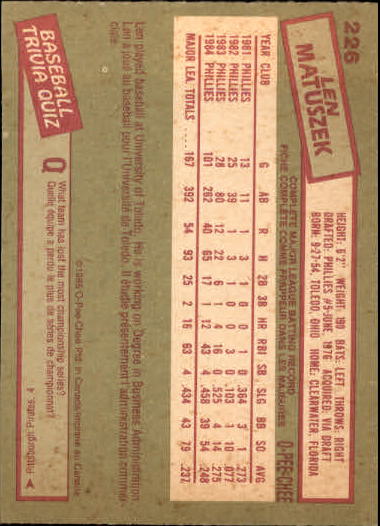 226
LEN
MATUSZEK
HEIGHT: 6'2" WEIGHT: 190 BATS: LEFT THROWS: RIGHT
DRAFTED: PHILLIES #5-JUNE 1976 ACQUIRED: VIA DRAFT
BORN: 9-27-54, TOLEDO, OHIO HOME: CLEARWATER, FLORIDA
COMPLETE MAJOR LEAGUE BATTING RECORD
FICHE COMPLETE COMME FRAPPEUR DANS LES MAJEURES O-PEE-CHEE
YEAR CLUB G AB R H 2B 3B HR RBI SB SLG BB SO AVG
1981 PHILLIES 13 11 1 3 1 0 0 1 0 .364 3 1 .273
1982 PHILLIES 25 39 1 3 1 0 0 3 0 .103 1 10 .077
1983 PHILLIES 28 80 12 22 6 1 4 16 0 .525 4 14 .275
1984 PHILLIES 101 262 40 65 17 1 12 43 4 .458 39 54 .248
MAJOR LEA. TOTALS 167 392 54 93 25 2 16 63 4 .434 43 79 .237
Len played baseball at University of Toledo. He is working on Degree in Business Administration.
Len a joué au baseball pour l'Université de Toledo. Il étudie présentement l'administration commer-
ciale.
©1985 O-Pee-Chee Ptd. in Canada/Imprimé au Canada
BASEBALL
TRIVIA QUIZ
Q What team has lost the most championship series?
Quelle équipe a perdu le plus de séries de championnat?
Pittsburgh Pirates, 4. A